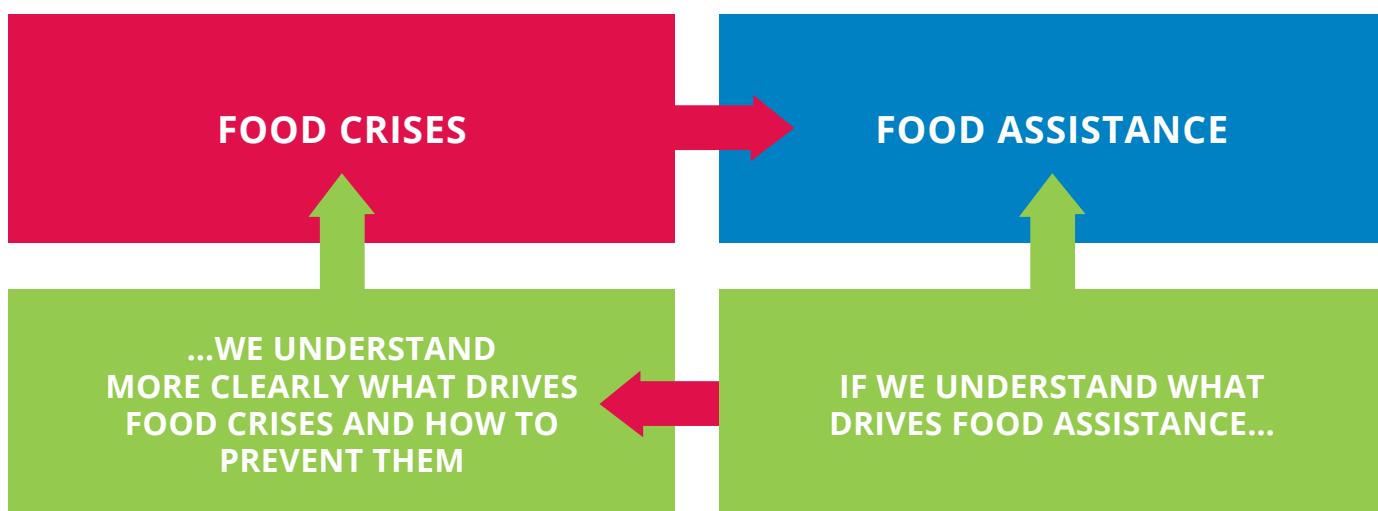 FOOD CRISES
FOOD ASSISTANCE
...WE UNDERSTAND
MORE CLEARLY WHAT DRIVES
FOOD CRISES AND HOW TO
PREVENT THEM
IF WE UNDERSTAND WHAT
DRIVES FOOD ASSISTANCE...